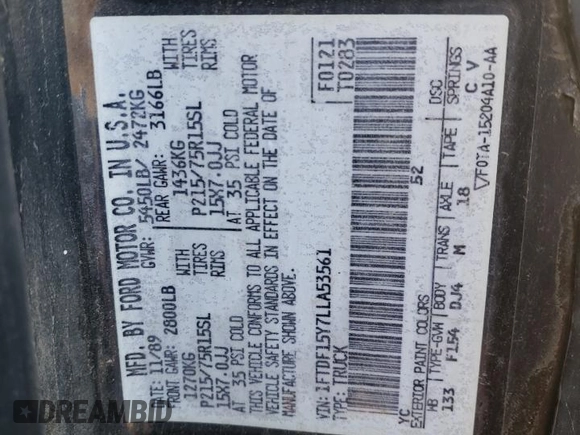 MFD. BY FORD MOTOR CO. IN U.S.A.
DATE: 11/89 GVWR: 5450LB/ 2472KG
FRONT GAWR: 2800LB REAR GAWR: 3166LB
1270KG WITH 1436KG WITH
P215/75R15SL TIRES P215/75R15SL TIRES
15X7.0JJ RIMS 15X7.0JJ RIMS
AT 35 PSI COLD AT 35 PSI COLD
THIS VEHICLE CONFORMS TO ALL APPLICABLE FEDERAL MOTOR
VEHICLE SAFETY STANDARDS IN EFFECT ON THE DATE OF
MANUFACTURE SHOWN ABOVE.
F0121
T0283
VIN: 1FTDF15Y7LLA53561
TYPE: TRUCK
YC 52
EXTERIOR PAINT COLORS DSC
WB TYPE-GVW BODY TRANS AXLE TAPE SPRINGS
133 F154 DJ4 M 18 C V
F0TA-15204A10-AA
DREAMBID